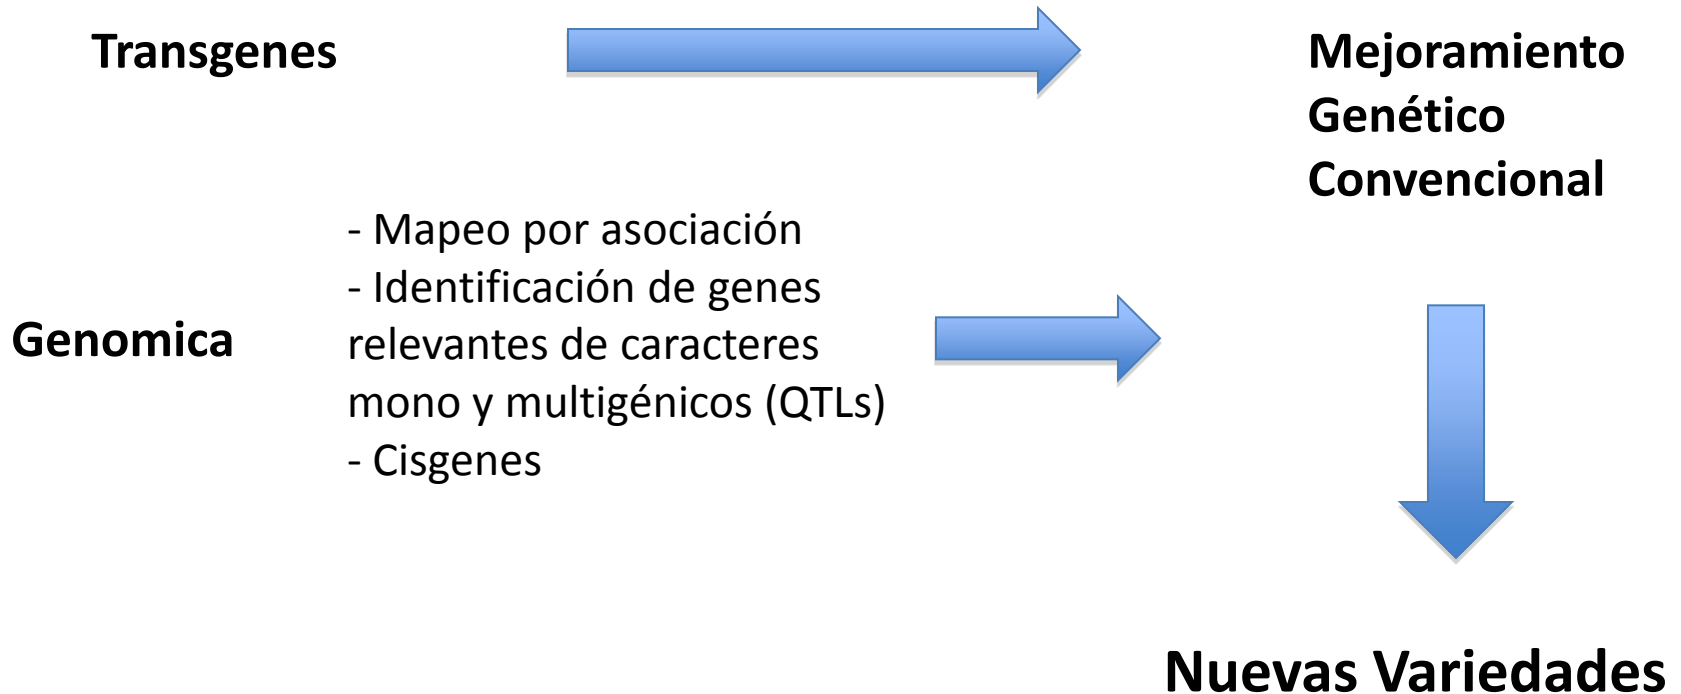 Transgenes
Mejoramiento
Genético
Convencional
- Mapeo por asociación
- Identificación de genes
relevantes de caracteres
mono y multigénicos (QTLs)
- Cisgenes
Genomica
Nuevas Variedades